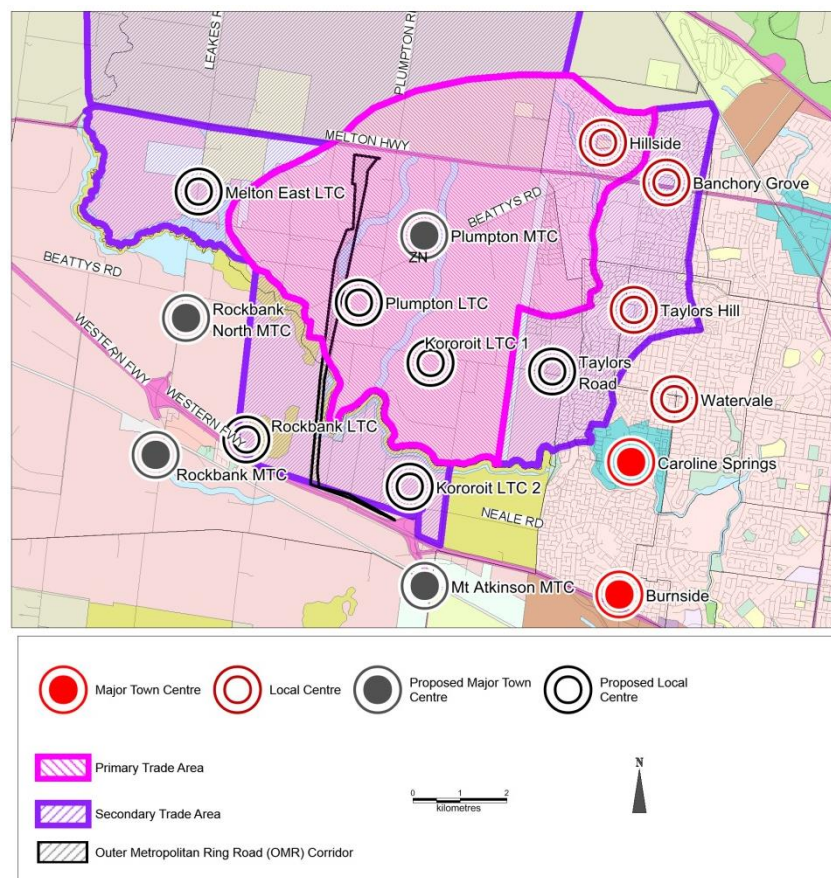 LEAKES R
PLUMPTON RD
MELTON HWY
Hillside
Banchory Grove
Melton East LTC
BEATTYS RD
Plumpton MTC
ZN
BEATTYS RD
Rockbank
North MTC
Plumpton LTC
Taylors Hill
Kororoit LTC 1
Taylors
Road
WESTERN FWY
Watervale
WESTERN FWY
Rockbank LTC
Caroline Springs
Rockbank MTC
Kororoit LTC 2
NEALE RD
Mt Atkinson MTC
Burnside
Major Town Centre
Local Centre
Proposed Major Town
Centre
Proposed Local
Centre
Primary Trade Area
N
Secondary Trade Area
0 1 2
kilometres
Outer Metropolitan Ring Road (OMR) Corridor